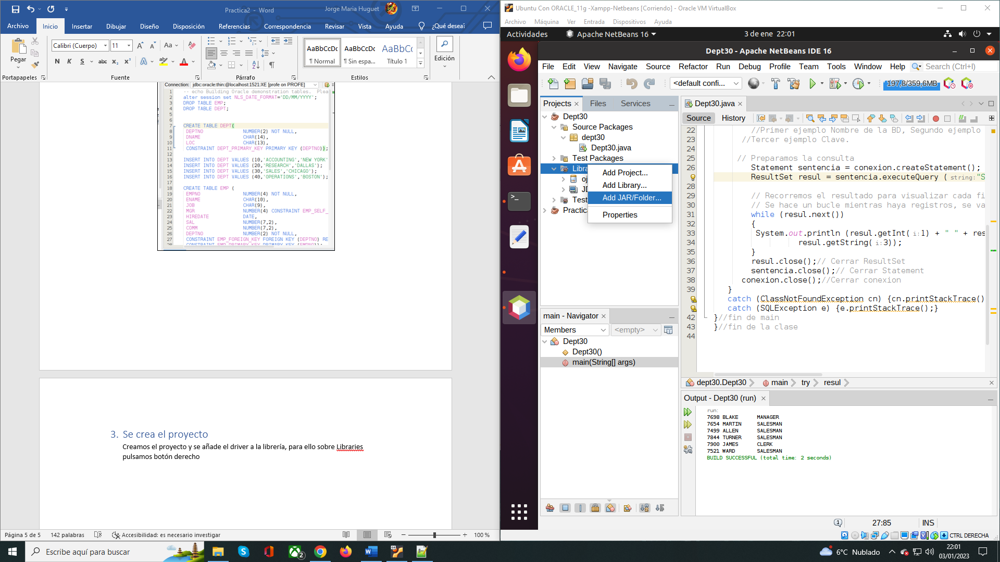 Practica2 - Word
Jorge Maria Huguet
Archivo Inicio Insertar Dibujar Diseño Disposición Referencias Correspondencia Revisar Vista Ayuda ¿Qué desea?
Pegar
Calibri (Cuerpo) 11
Aa
N K S abc x₂ x²
AaBbCcDc AaBbCcDc AaBbCc
¶ Normal ¶ Sin espa... Título 1
Edición
Portapapeles Fuente Párrafo Estilos
Connection: jdbc:oracle:thin:@localhost:1521:XE [profe on PROFE]
1 -- echo Building Oracle demonstration tables. Plea
2 alter session set NLS_DATE_FORMAT='DD/MM/YYYY';
3 DROP TABLE EMP;
4 DROP TABLE DEPT;
5
6
7 CREATE TABLE DEPT(
8 DEPTNO NUMBER(2) NOT NULL,
9 DNAME CHAR(14),
10 LOC CHAR(13),
11 CONSTRAINT DEPT_PRIMARY_KEY PRIMARY KEY (DEPTNO));
12
13 INSERT INTO DEPT VALUES (10,'ACCOUNTING','NEW YORK'
14 INSERT INTO DEPT VALUES (20,'RESEARCH','DALLAS');
15 INSERT INTO DEPT VALUES (30,'SALES','CHICAGO');
16 INSERT INTO DEPT VALUES (40,'OPERATIONS','BOSTON');
17
18 CREATE TABLE EMP (
19 EMPNO NUMBER(4) NOT NULL,
20 ENAME CHAR(10),
21 JOB CHAR(9),
22 MGR NUMBER(4) CONSTRAINT EMP_SELF_
23 HIREDATE DATE,
24 SAL NUMBER(7,2),
25 COMM NUMBER(7,2),
26 DEPTNO NUMBER(2) NOT NULL,
27 CONSTRAINT EMP_FOREIGN_KEY FOREIGN KEY (DEPTNO) RE
28 CONSTRAINT EMP_PRIMARY_KEY PRIMARY KEY (EMPNO));
3. Se crea el proyecto
Creamos el proyecto y se añade el driver a la librería, para ello sobre Libraries
pulsamos botón derecho
Página 5 de 5 142 palabras Accesibilidad: es necesario investigar 100 %
Ubuntu Con ORACLE_11g -Xampp-Netbeans [Corriendo] - Oracle VM VirtualBox
Archivo Máquina Ver Entrada Dispositivos Ayuda
Actividades Apache NetBeans 16 3 de ene 22:01
Dept30 - Apache NetBeans IDE 16
File Edit View Navigate Source Refactor Run Debug Profile Team Tools Window Help Search (Ctrl+I)
<default confi... 197,8/359,6MB
Projects Files Services
Dept30
Source Packages
dept30
Dept30.java
Test Packages
Libra
oj
JD
Test
Practica
Add Project...
Add Library...
Add JAR/Folder...
Properties
main - Navigator
Members <empty>
Dept30
Dept30()
main(String[] args)
Dept30.java
Source History
22 //Primer ejemplo Nombre de la BD, Segundo ejemplo
23 //Tercer ejemplo Clave.
24
25 // Preparamos la consulta
26 Statement sentencia = conexion.createStatement();
ResultSet resul = sentencia.executeQuery (string:"S
28
29 // Recorremos el resultado para visualizar cada fi
30 // Se hace un bucle mientras haya registros, se va
31 while (resul.next())
32 {
33 System.out.println (resul.getInt(i:1) + " " + res
34 resul.getString(i:3));
35 }
36 resul.close();// Cerrar ResultSet
37 sentencia.close();// Cerrar Statement
38 conexion.close();//Cerrar conexion
39 }
catch (ClassNotFoundException cn) {cn.printStackTrace()
catch (SQLException e) {e.printStackTrace();}
42 }//fin de main
43 }//fin de la clase
44
dept30.Dept30 main try resul
Output - Dept30 (run)
run:
7698 BLAKE MANAGER
7654 MARTIN SALESMAN
7499 ALLEN SALESMAN
7844 TURNER SALESMAN
7900 JAMES CLERK
7521 WARD SALESMAN
BUILD SUCCESSFUL (total time: 2 seconds)
1 27:85 INS
CTRL DERECHA
Escribe aquí para buscar
2
6°C Nublado
22:01
03/01/2023